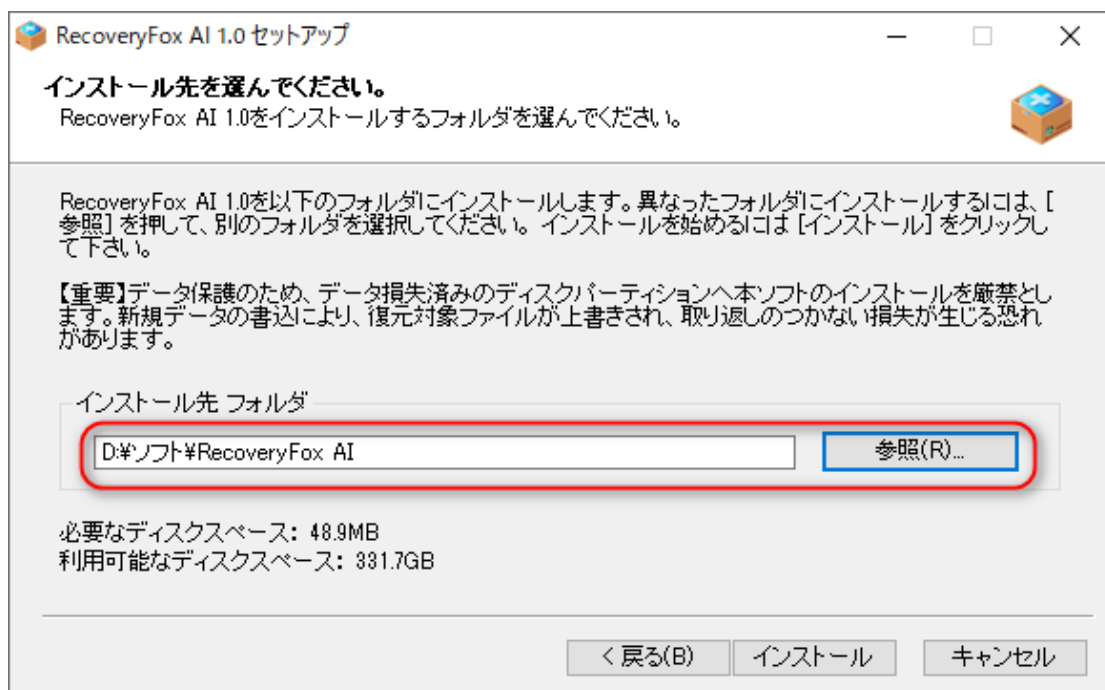 RecoveryFox AI 1.0 セットアップ
インストール先を選んでください。
RecoveryFox AI 1.0をインストールするフォルダを選んでください。
RecoveryFox AI 1.0を以下のフォルダにインストールします。異なったフォルダにインストールするには、[
参照] を押して、別のフォルダを選択してください。インストールを始めるには [インストール] をクリックし
て下さい。
【重要】データ保護のため、データ損失済みのディスクパーティションへ本ソフトのインストールを厳禁とし
ます。新規データの書込により、復元対象ファイルが上書きされ、取り返しのつかない損失が生じる恐れ
があります。
インストール先 フォルダ
D:¥ソフト¥RecoveryFox AI
参照(R)...
必要なディスクスペース: 48.9MB
利用可能なディスクスペース: 331.7GB
< 戻る(B)
インストール
キャンセル